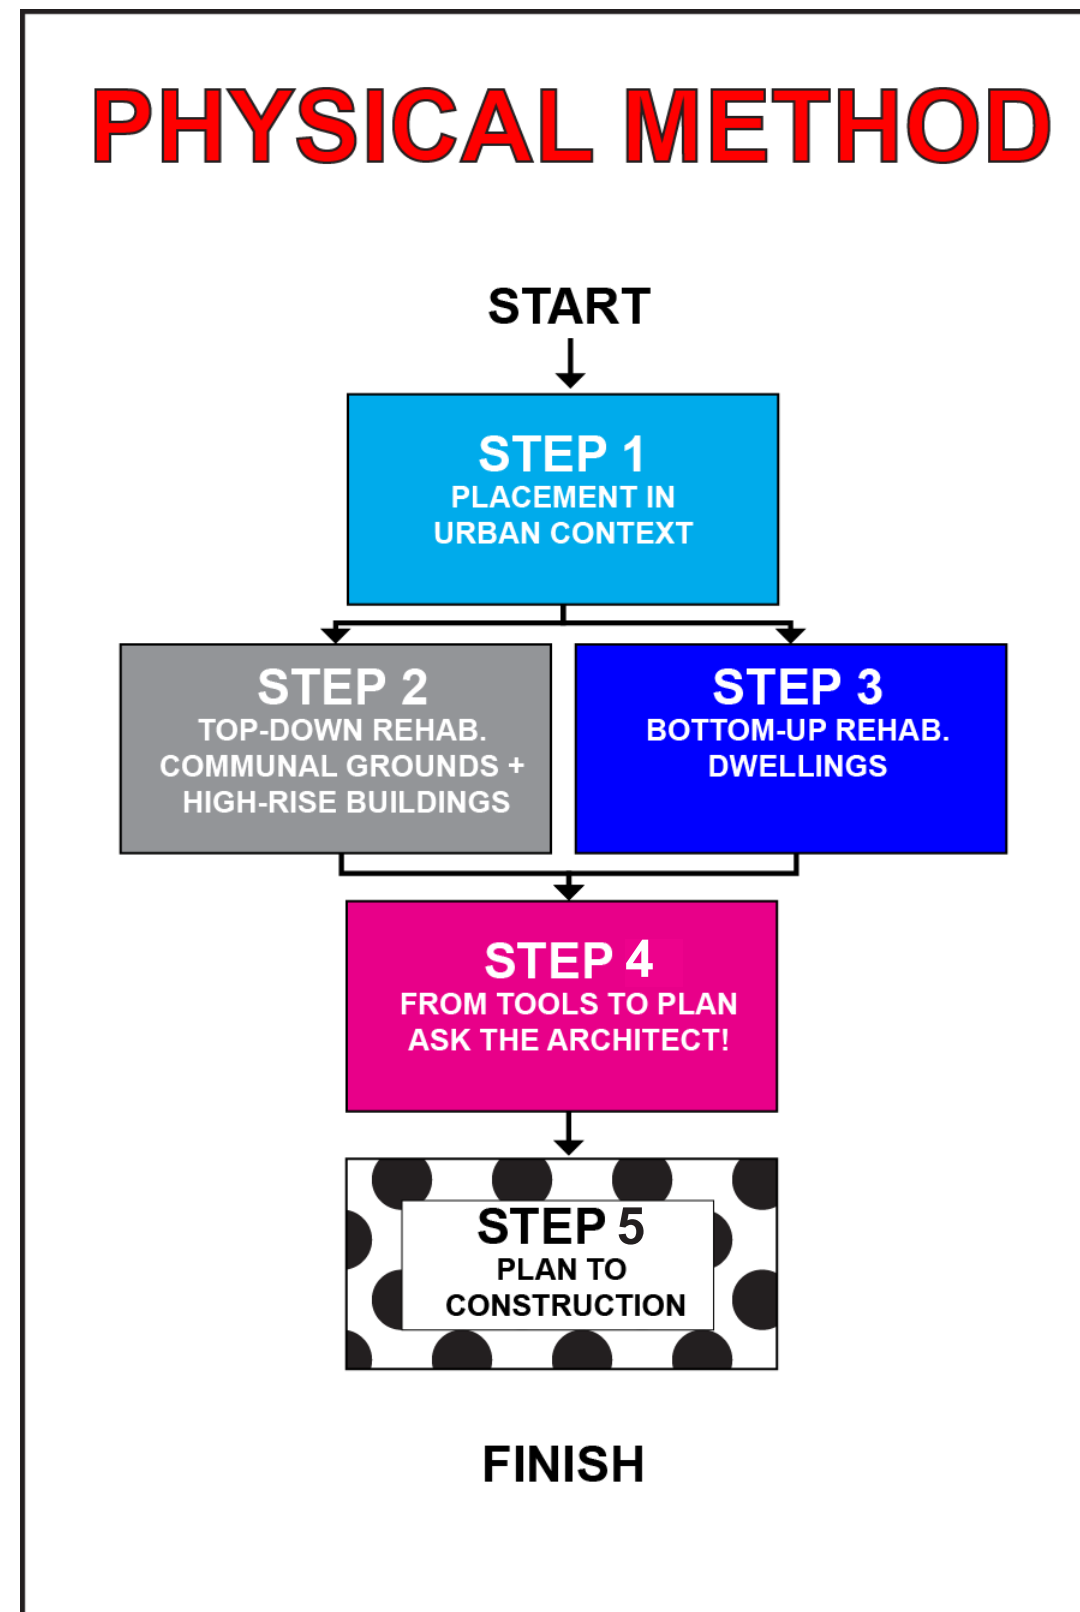 PHYSICAL METHOD
START
STEP 1
PLACEMENT IN
URBAN CONTEXT
STEP 2
TOP-DOWN REHAB.
COMMUNAL GROUNDS +
HIGH-RISE BUILDINGS
STEP 3
BOTTOM-UP REHAB.
DWELLINGS
STEP 4
FROM TOOLS TO PLAN
ASK THE ARCHITECT!
STEP 5
PLAN TO
CONSTRUCTION
FINISH